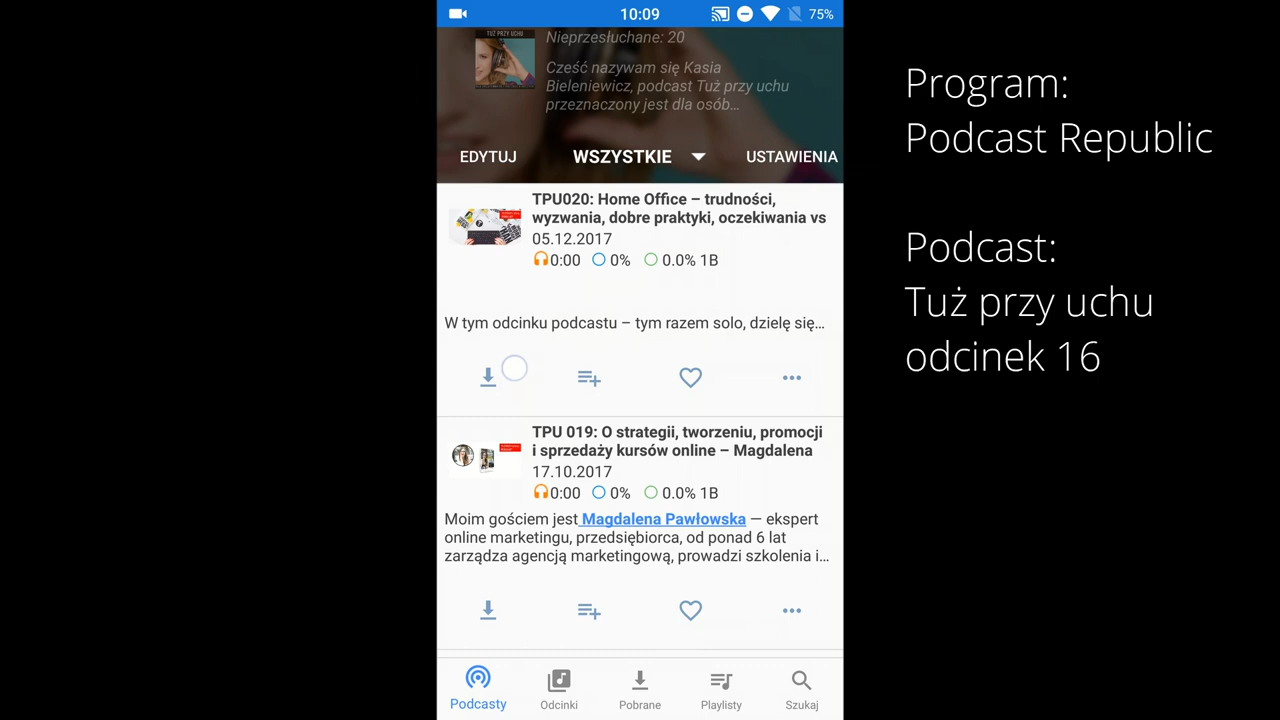 10:09
75%
TUŻ PRZY UCHU
Nieprzesłuchane: 20
Cześć nazywam się Kasia
Bieleniewicz, podcast Tuż przy uchu
przeznaczony jest dla osób...
EDYTUJ
WSZYSTKIE
USTAWIENIA
TPU020: Home Office – trudności,
wyzwania, dobre praktyki, oczekiwania vs
05.12.2017
0:00 0% 0.0% 1B
W tym odcinku podcastu – tym razem solo, dzielę się...
TPU 019: O strategii, tworzeniu, promocji
i sprzedaży kursów online – Magdalena
17.10.2017
0:00 0% 0.0% 1B
Moim gościem jest Magdalena Pawłowska — ekspert
online marketingu, przedsiębiorca, od ponad 6 lat
zarządza agencją marketingową, prowadzi szkolenia i...
Podcasty
Odcinki
Pobrane
Playlisty
Szukaj
Program:
Podcast Republic
Podcast:
Tuż przy uchu
odcinek 16